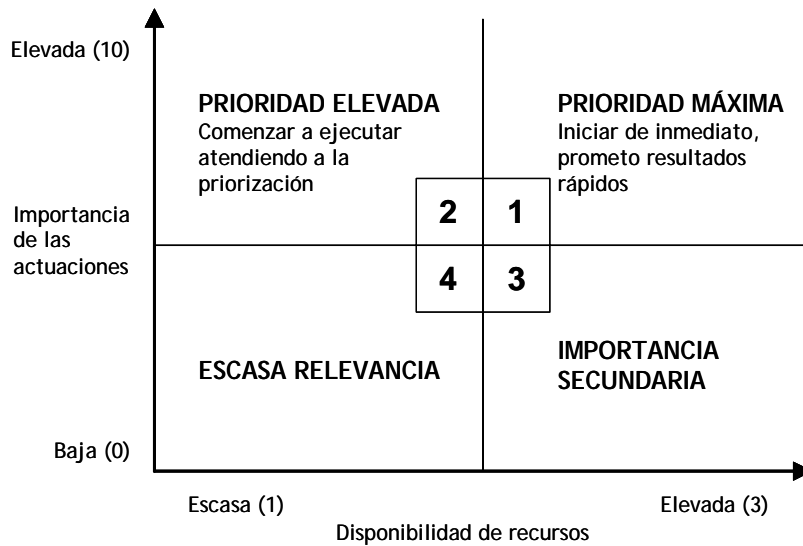 Elevada (10)
PRIORIDAD ELEVADA
Comenzar a ejecutar
atendiendo a la
priorización
PRIORIDAD MÁXIMA
Iniciar de inmediato,
prometo resultados
rápidos
Importancia
de las
actuaciones
2
1
4
3
ESCASA RELEVANCIA
IMPORTANCIA
SECUNDARIA
Baja (0)
Escasa (1)
Elevada (3)
Disponibilidad de recursos